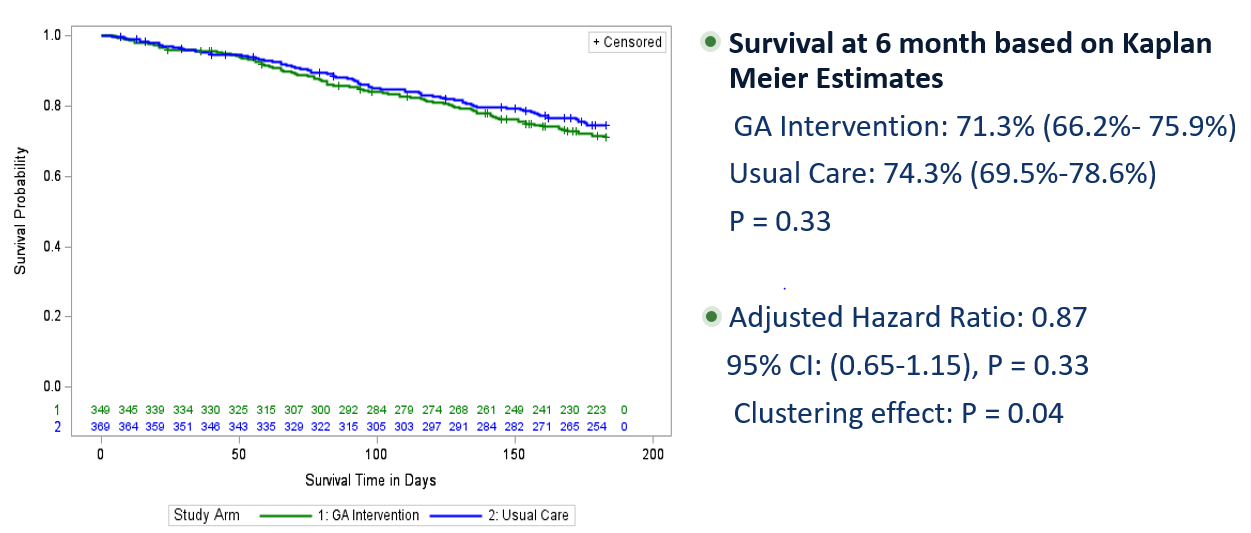 1.0
0.8
0.6
0.4
0.2
0.0
Survival Probability
+ Censored
1 349 345 339 334 330 325 315 307 300 292 284 279 274 268 261 249 241 230 223 0
2 369 364 359 351 346 343 335 329 322 315 305 303 297 291 284 282 271 265 254 0
0 50 100 150 200
Survival Time in Days
Study Arm 1: GA Intervention 2: Usual Care
Survival at 6 month based on Kaplan
Meier Estimates
GA Intervention: 71.3% (66.2%- 75.9%)
Usual Care: 74.3% (69.5%-78.6%)
P = 0.33
Adjusted Hazard Ratio: 0.87
95% CI: (0.65-1.15), P = 0.33
Clustering effect: P = 0.04